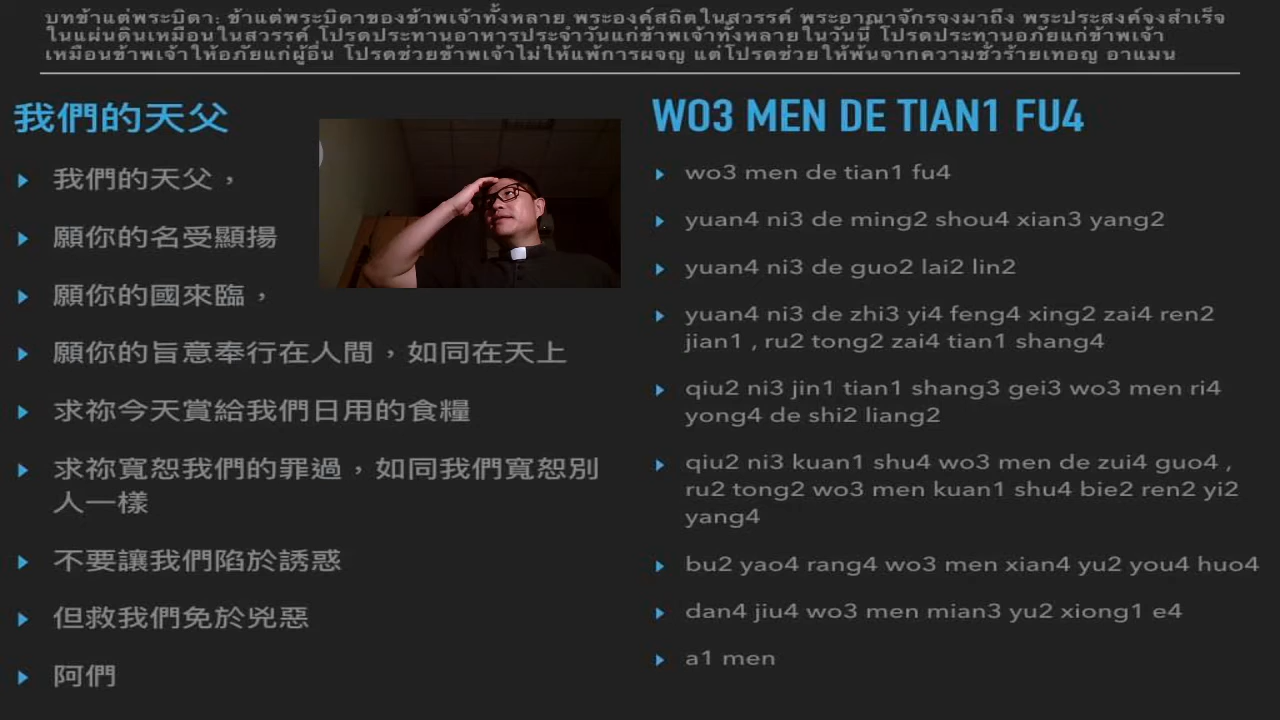 บทข้าแต่พระบิดา: ข้าแต่พระบิดาของข้าพเจ้าทั้งหลาย พระองค์สถิตในสวรรค์ พระอาณาจักรจงมาถึง พระประสงค์จงสำเร็จ
ในแผ่นดินเหมือนในสวรรค์ โปรดประทานอาหารประจำวันแก่ข้าพเจ้าทั้งหลายในวันนี้ โปรดประทานอภัยแก่ข้าพเจ้า
เหมือนข้าพเจ้าให้อภัยแก่ผู้อื่น โปรดช่วยข้าพเจ้าไม่ให้แพ้การผจญ แต่โปรดช่วยให้พ้นจากความชั่วร้ายเทอญ อาแมน
我們的天父
我們的天父，
願你的名受顯揚
願你的國來臨，
願你的旨意奉行在人間，如同在天上
求祢今天賞給我們日用的食糧
求祢寬恕我們的罪過，如同我們寬恕別
人一樣
不要讓我們陷於誘惑
但救我們免於兇惡
阿們
WO3 MEN DE TIAN1 FU4
wo3 men de tian1 fu4
yuan4 ni3 de ming2 shou4 xian3 yang2
yuan4 ni3 de guo2 lai2 lin2
yuan4 ni3 de zhi3 yi4 feng4 xing2 zai4 ren2
jian1 , ru2 tong2 zai4 tian1 shang4
qiu2 ni3 jin1 tian1 shang3 gei3 wo3 men ri4
yong4 de shi2 liang2
qiu2 ni3 kuan1 shu4 wo3 men de zui4 guo4 ,
ru2 tong2 wo3 men kuan1 shu4 bie2 ren2 yi2
yang4
bu2 yao4 rang4 wo3 men xian4 yu2 you4 huo4
dan4 jiu4 wo3 men mian3 yu2 xiong1 e4
a1 men